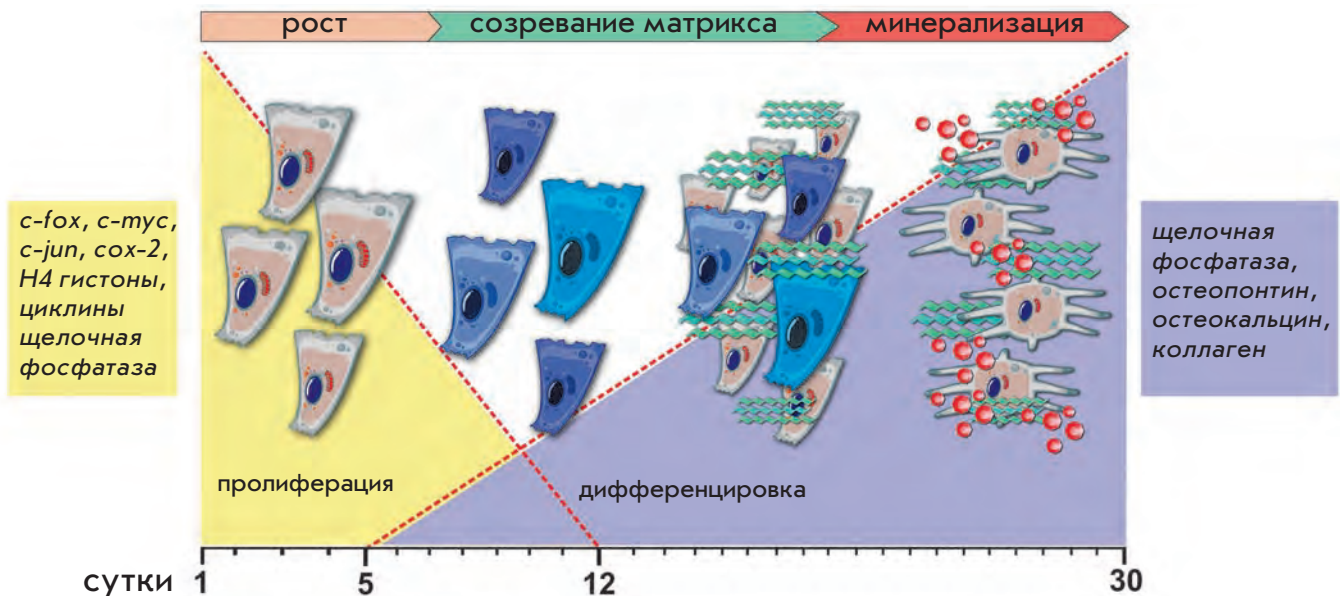 рост
созревание матрикса
минерализация
c-fox, c-myc,
c-jun, cox-2,
H4 гистоны,
циклины
щелочная
фосфатаза
щелочная
фосфатаза,
остеопонтин,
остеокальцин,
коллаген
пролиферация
дифференцировка
сутки 1 5 12 30